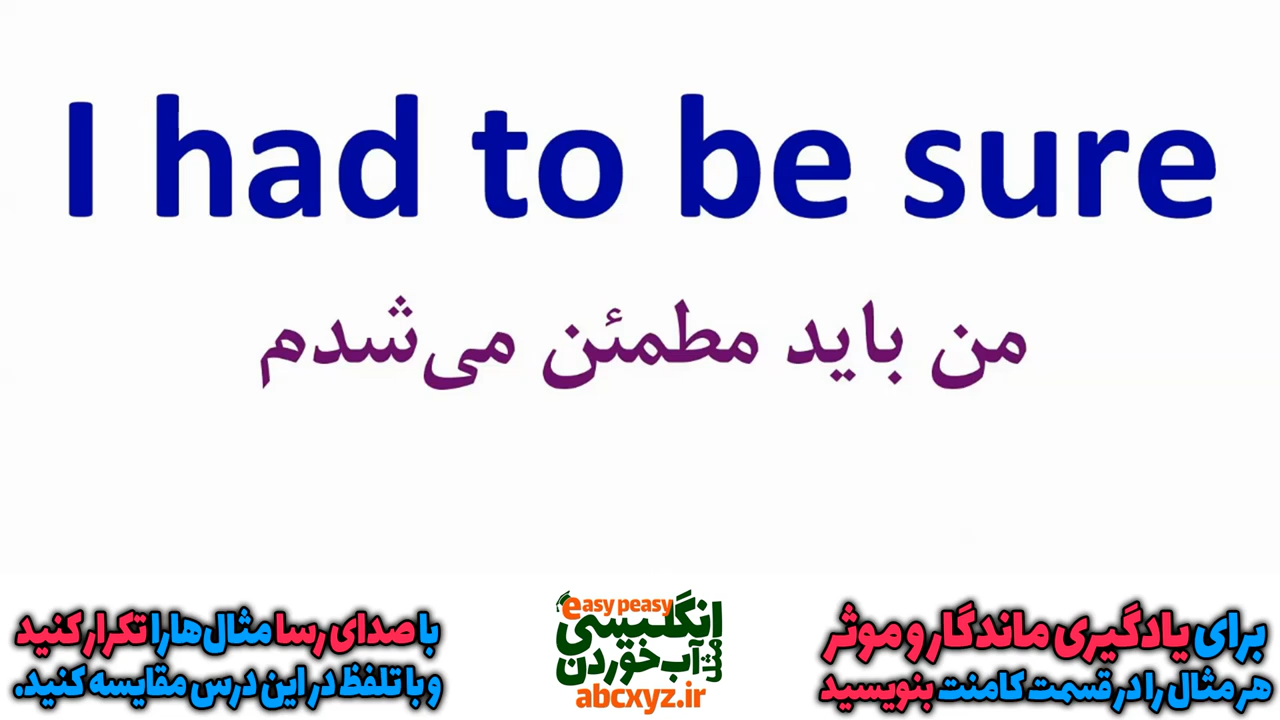 I had to be sure
من باید مطمئن می‌شدم
برای یادگیری ماندگار و موثر
هر مثال را در قسمت کامنت بنویسید
easy peasy
انگلیسی
مثل آب خوردن
abcxyz.ir
با صدای رسا مثال‌ها را تکرار کنید
و با تلفظ در این درس مقایسه کنید.